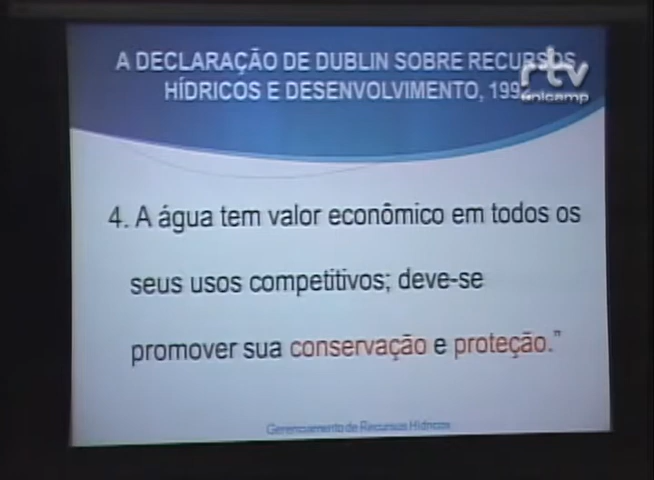 A DECLARAÇÃO DE DUBLIN SOBRE RECURSOS
HÍDRICOS E DESENVOLVIMENTO, 199
rtv
unicamp
4. A água tem valor econômico em todos os
seus usos competitivos; deve-se
promover sua conservação e proteção.”
Gerenciamento de Recursos Hídricos